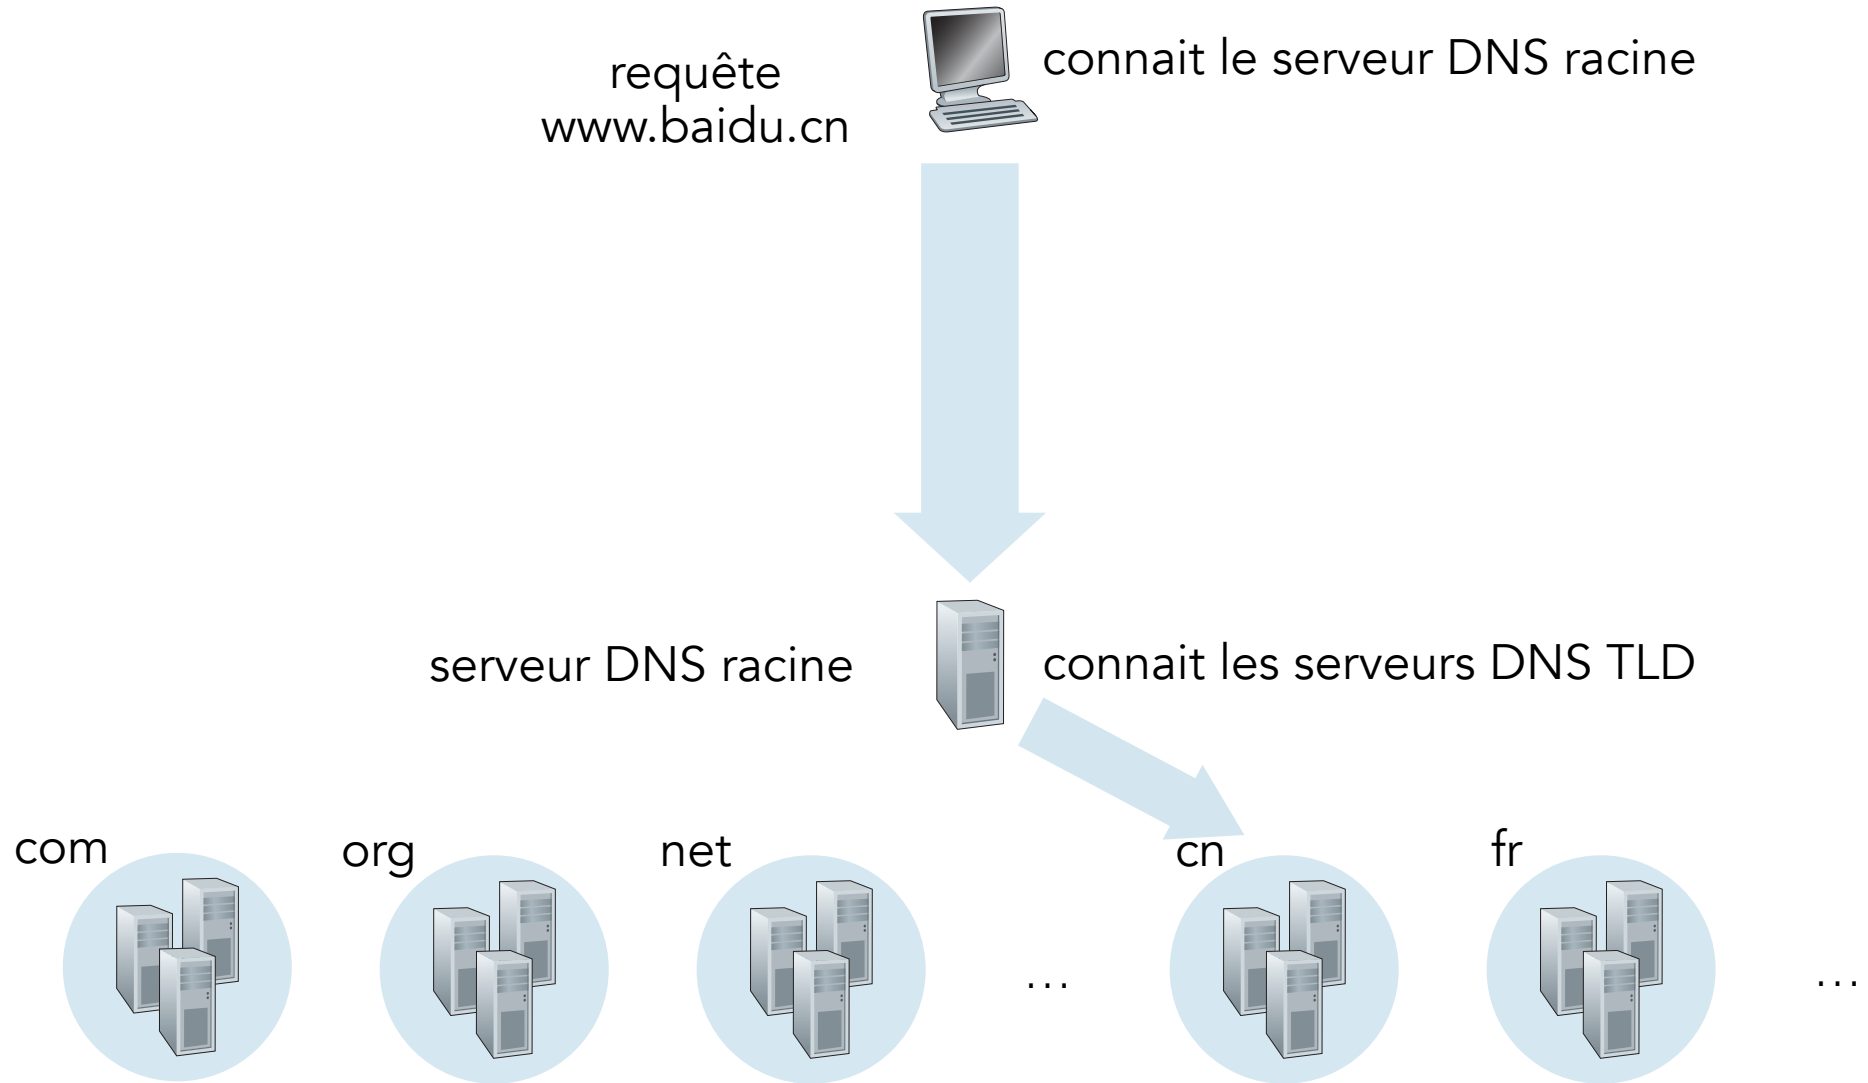 requête
www.baidu.cn
connait le serveur DNS racine
serveur DNS racine
connait les serveurs DNS TLD
com
org
net
...
cn
fr
...